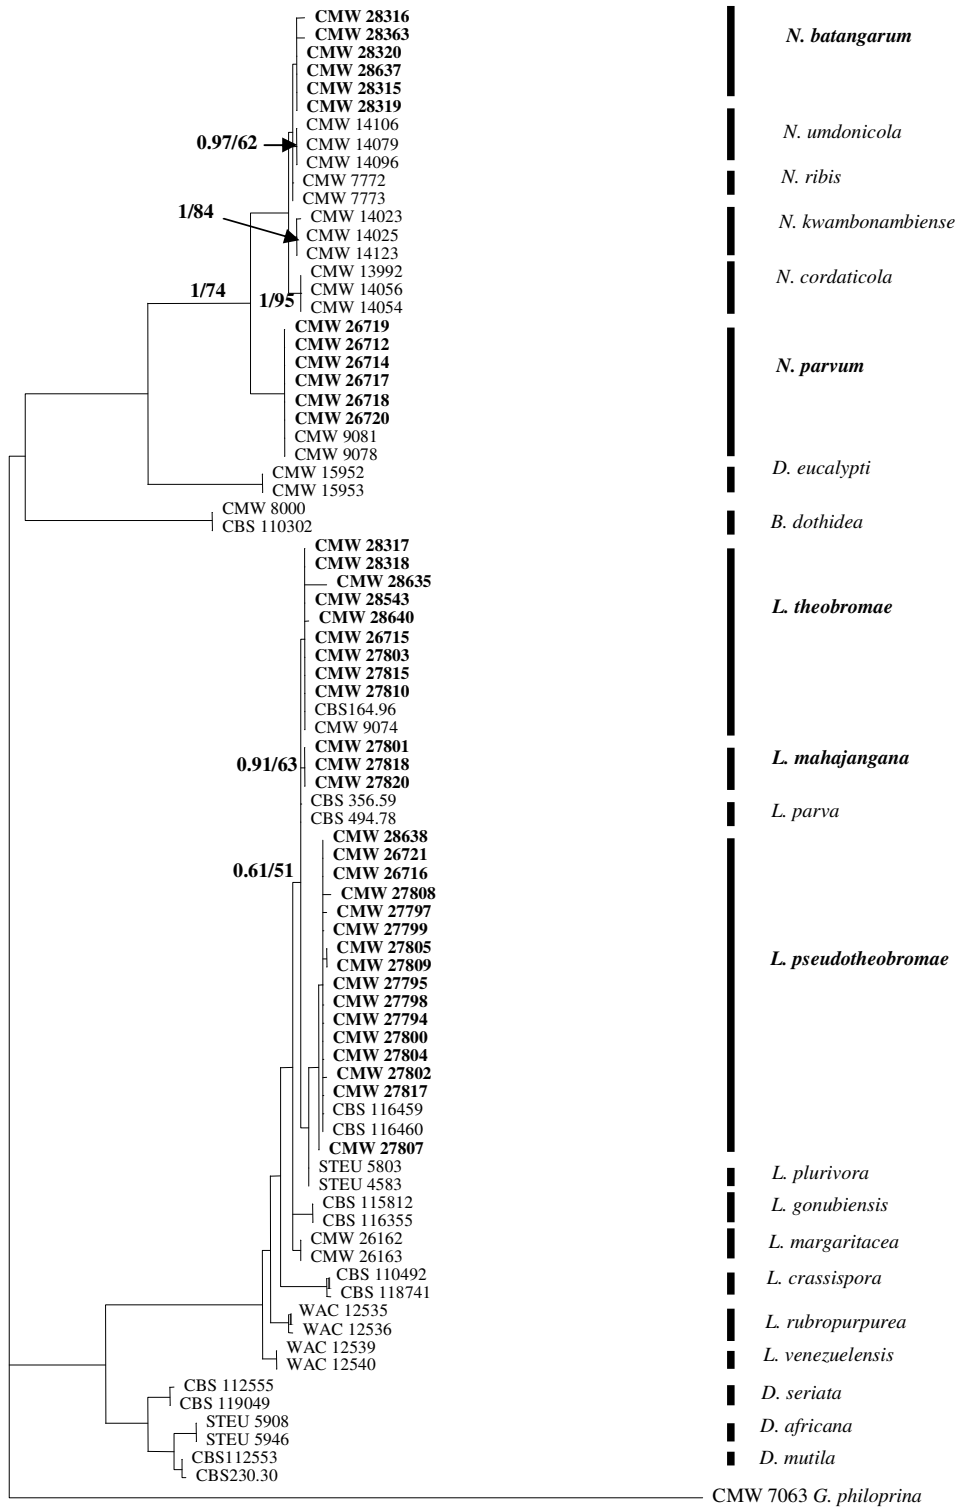 CMW 28316
CMW 28363
N. batangarum
CMW 28320
CMW 28637
CMW 28315
CMW 28319
CMW 14106
N. umdonicola
0.97/62
CMW 14079
CMW 14096
CMW 7772
N. ribis
CMW 7773
1/84
CMW 14023
N. kwambonambiense
CMW 14025
CMW 14123
CMW 13992
N. cordaticola
1/74
1/95
CMW 14056
CMW 14054
CMW 26719
CMW 26712
CMW 26714
N. parvum
CMW 26717
CMW 26718
CMW 26720
CMW 9081
CMW 9078
CMW 15952
D. eucalypti
CMW 15953
CMW 8000
B. dothidea
CBS 110302
CMW 28317
CMW 28318
CMW 28635
CMW 28543
L. theobromae
CMW 28640
CMW 26715
CMW 27803
CMW 27815
CMW 27810
CBS164.96
CMW 9074
CMW 27801
L. mahajangana
0.91/63
CMW 27818
CMW 27820
CBS 356.59
L. parva
CBS 494.78
CMW 28638
CMW 26721
0.61/51
CMW 26716
CMW 27808
CMW 27797
CMW 27799
CMW 27805
L. pseudotheobromae
CMW 27809
CMW 27795
CMW 27798
CMW 27794
CMW 27800
CMW 27804
CMW 27802
CMW 27817
CBS 116459
CBS 116460
CMW 27807
STEU 5803
L. plurivora
STEU 4583
CBS 115812
L. gonubiensis
CBS 116355
CMW 26162
L. margaritacea
CMW 26163
CBS 110492
L. crassispora
CBS 118741
WAC 12535
L. rubropurpurea
WAC 12536
WAC 12539
L. venezuelensis
WAC 12540
CBS 112555
D. seriata
CBS 119049
STEU 5908
D. africana
STEU 5946
CBS112553
D. mutila
CBS230.30
CMW 7063 G. philoprina